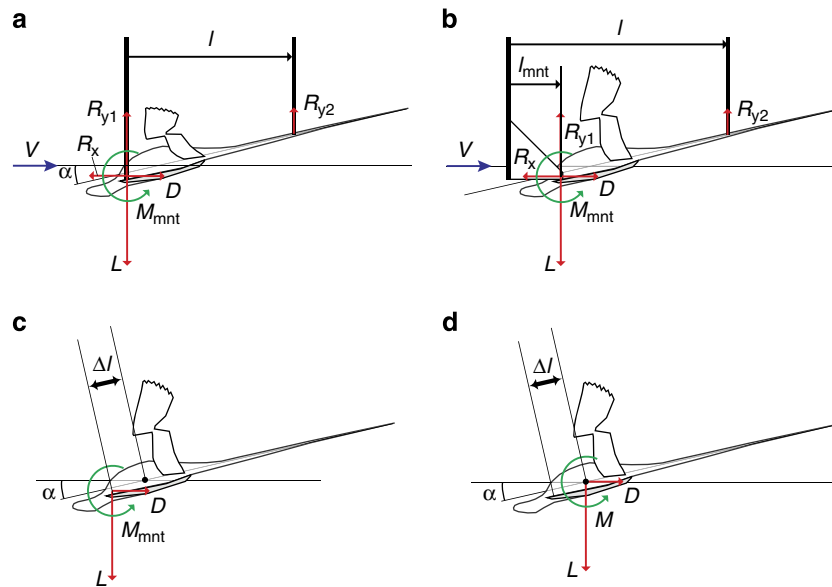 a
l
R_y1
R_y2
V
R_x
α
D
M_mnt
L
b
l
l_mnt
R_y2
R_y1
V
R_x
D
M_mnt
L
c
Δl
α
D
M_mnt
L
d
Δl
α
D
M
L